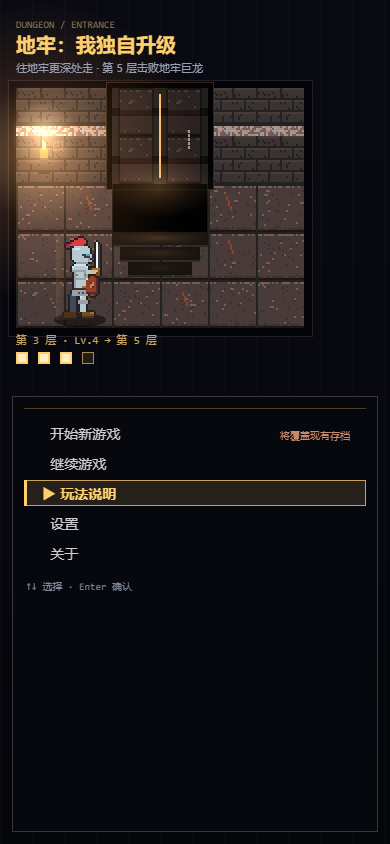 DUNGEON / ENTRANCE
地牢：我独自升级
往地牢更深处走 · 第 5 层击败地牢巨龙
第 3 层 · Lv.4 → 第 5 层
开始新游戏 将覆盖现有存档
继续游戏
▶ 玩法说明
设置
关于
↑↓ 选择 · Enter 确认